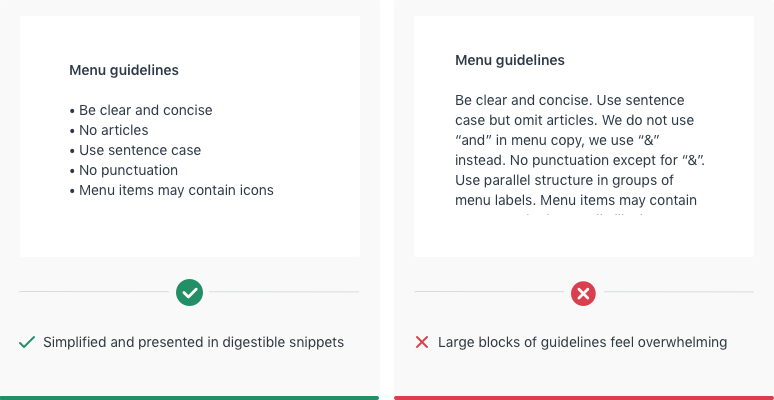 Menu guidelines
• Be clear and concise
• No articles
• Use sentence case
• No punctuation
• Menu items may contain icons
Simplified and presented in digestible snippets
Menu guidelines
Be clear and concise. Use sentence
case but omit articles. We do not use
“and” in menu copy, we use “&”
instead. No punctuation except for “&”.
Use parallel structure in groups of
menu labels. Menu items may contain
Large blocks of guidelines feel overwhelming